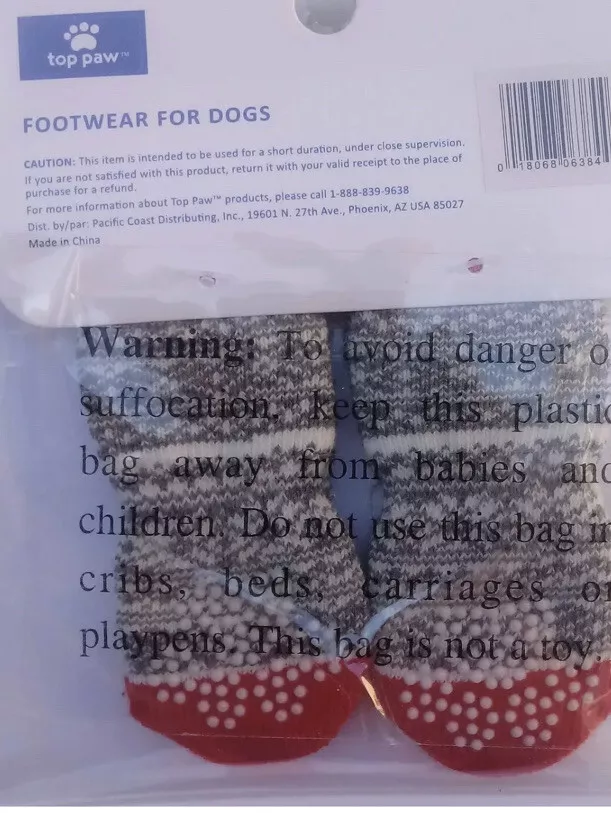 top paw™
FOOTWEAR FOR DOGS
CAUTION: This item is intended to be used for a short duration, under close supervision.
If you are not satisfied with this product, return it with your valid receipt to the place of
purchase for a refund.
For more information about Top Paw™ products, please call 1-888-839-9638
Dist. by/par: Pacific Coast Distributing, Inc., 19601 N. 27th Ave., Phoenix, AZ USA 85027
Made in China
0 18068 06384
Warning: To avoid danger o
suffocation, keep this plastic
bag away from babies and
children. Do not use this bag in
cribs, beds, carriages or
playpens. This bag is not a toy.